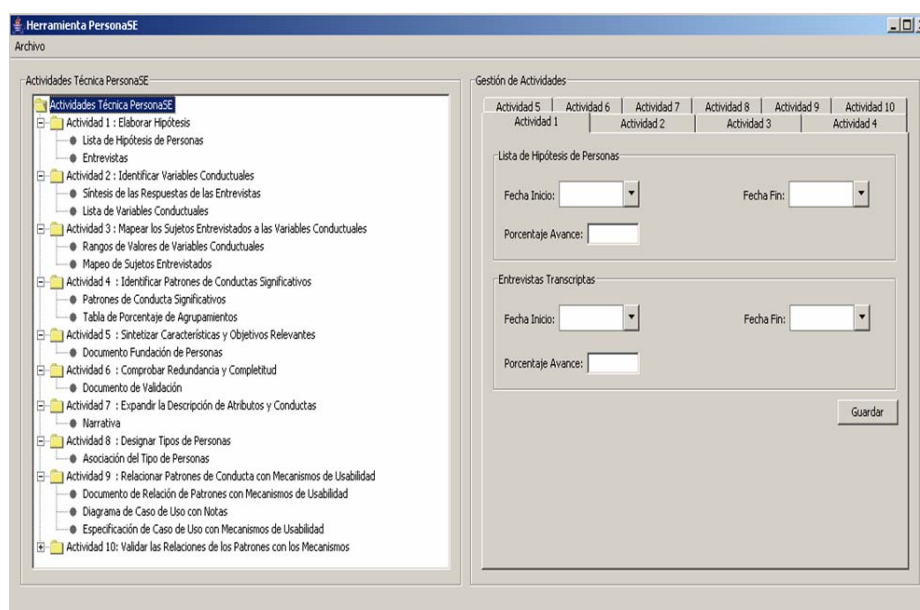 Herramienta PersonaSE
Archivo
Actividades Técnica PersonaSE
Actividades Técnica PersonaSE
Actividad 1 : Elaborar Hipótesis
Lista de Hipótesis de Personas
Entrevistas
Actividad 2 : Identificar Variables Conductuales
Síntesis de las Respuestas de las Entrevistas
Lista de Variables Conductuales
Actividad 3 : Mapear los Sujetos Entrevistados a las Variables Conductuales
Rangos de Valores de Variables Conductuales
Mapeo de Sujetos Entrevistados
Actividad 4 : Identificar Patrones de Conductas Significativos
Patrones de Conducta Significativos
Tabla de Porcentaje de Agrupamientos
Actividad 5 : Sintetizar Características y Objetivos Relevantes
Documento Fundación de Personas
Actividad 6 : Comprobar Redundancia y Completitud
Documento de Validación
Actividad 7 : Expandir la Descripción de Atributos y Conductas
Narrativa
Actividad 8 : Designar Tipos de Personas
Asociación del Tipo de Personas
Actividad 9 : Relacionar Patrones de Conducta con Mecanismos de Usabilidad
Documento de Relación de Patrones con Mecanismos de Usabilidad
Diagrama de Caso de Uso con Notas
Especificación de Caso de Uso con Mecanismos de Usabilidad
Actividad 10: Validar las Relaciones de los Patrones con los Mecanismos
Gestión de Actividades
Actividad 5 Actividad 6 Actividad 7 Actividad 8 Actividad 9 Actividad 10
Actividad 1 Actividad 2 Actividad 3 Actividad 4
Lista de Hipótesis de Personas
Fecha Inicio: Fecha Fin:
Porcentaje Avance:
Entrevistas Transcriptas
Fecha Inicio: Fecha Fin:
Porcentaje Avance:
Guardar